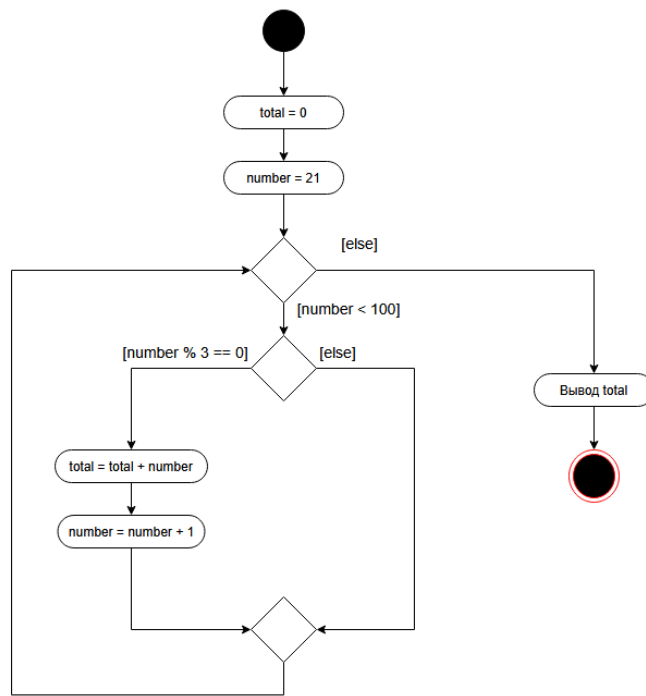 total = 0
number = 21
[else]
[number < 100]
[number % 3 == 0]
[else]
Вывод total
total = total + number
number = number + 1